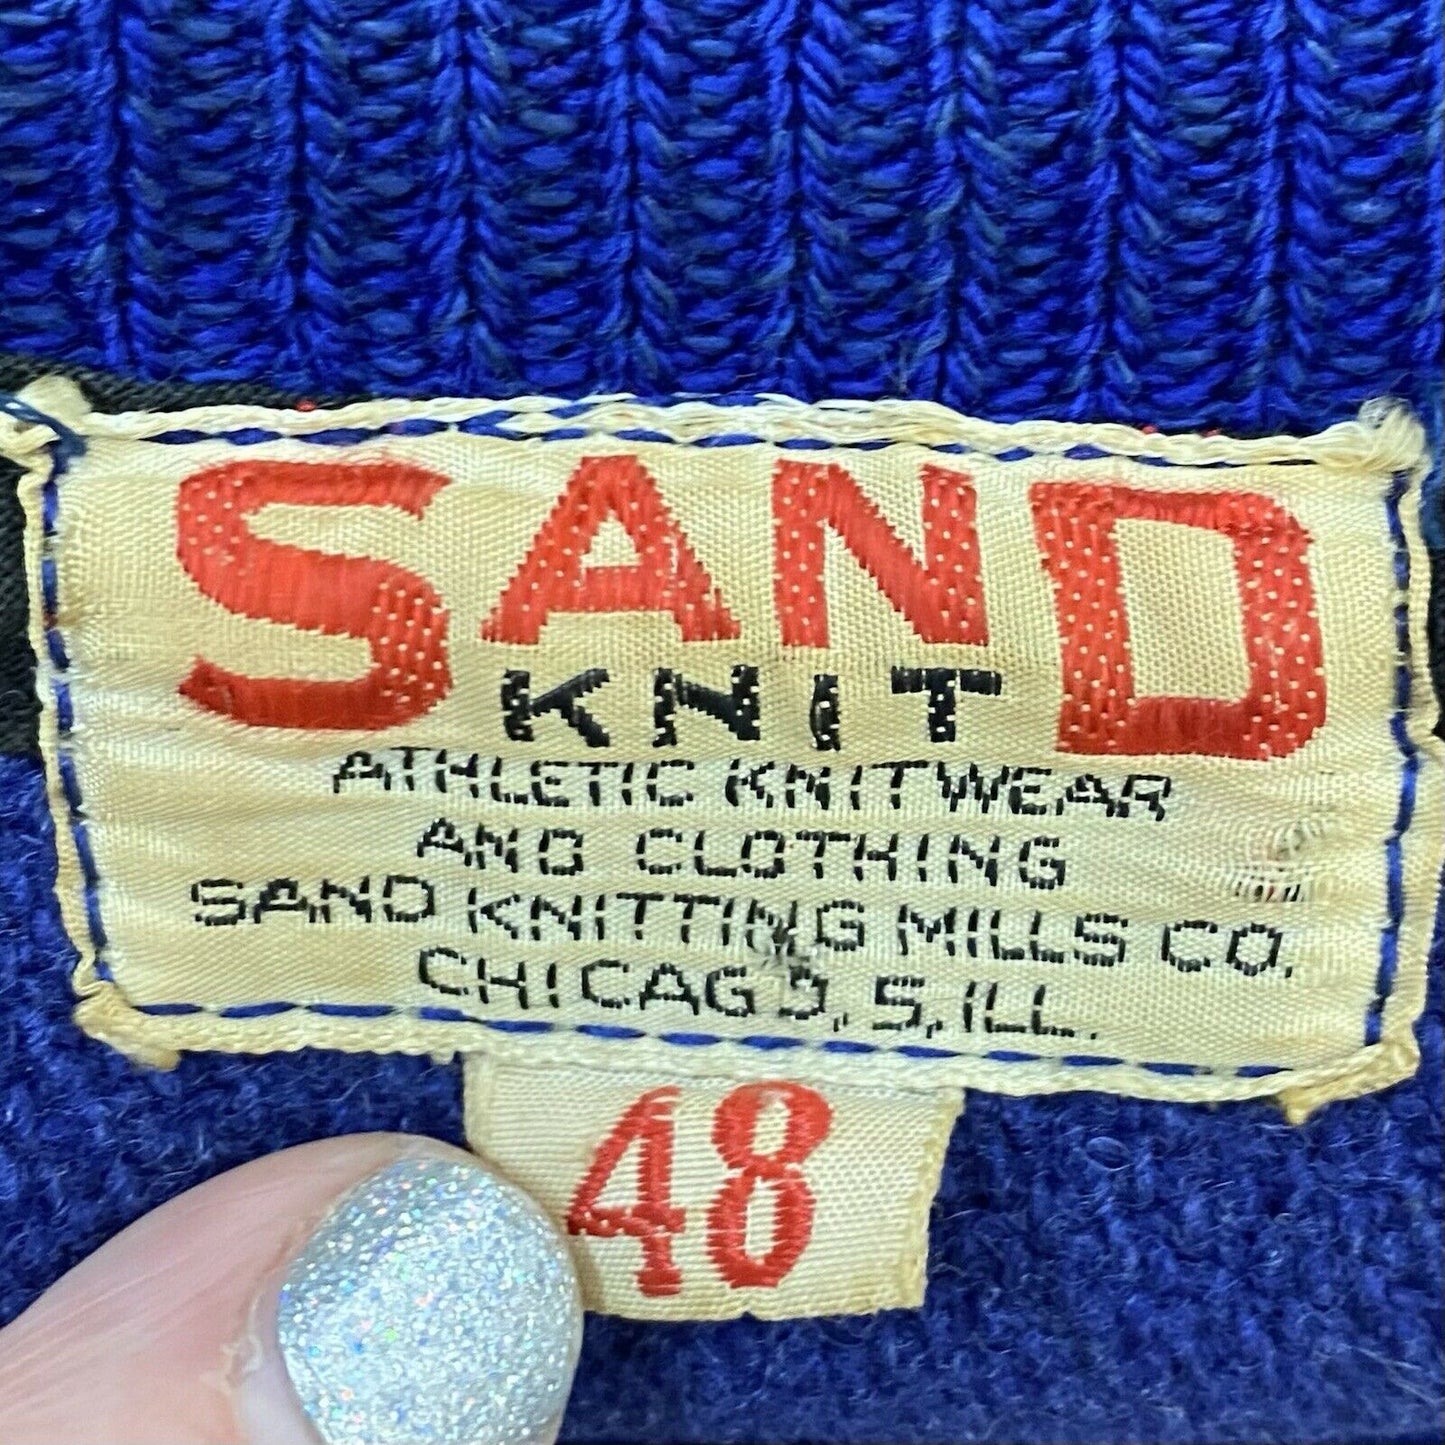 SAND
KNIT
ATHLETIC KNITWEAR
AND CLOTHING
SAND KNITTING MILLS CO.
CHICAGO, 5, ILL.
48